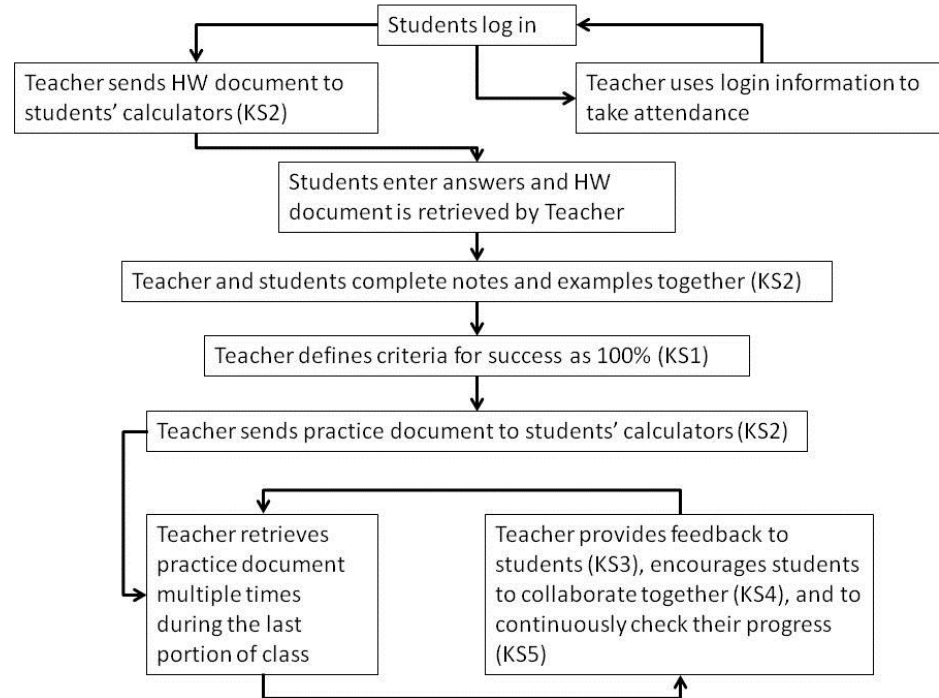 Students log in
Teacher sends HW document to
students’ calculators (KS2)
Teacher uses login information to
take attendance
Students enter answers and HW
document is retrieved by Teacher
Teacher and students complete notes and examples together (KS2)
Teacher defines criteria for success as 100% (KS1)
Teacher sends practice document to students’ calculators (KS2)
Teacher retrieves
practice document
multiple times
during the last
portion of class
Teacher provides feedback to
students (KS3), encourages students
to collaborate together (KS4), and to
continuously check their progress
(KS5)